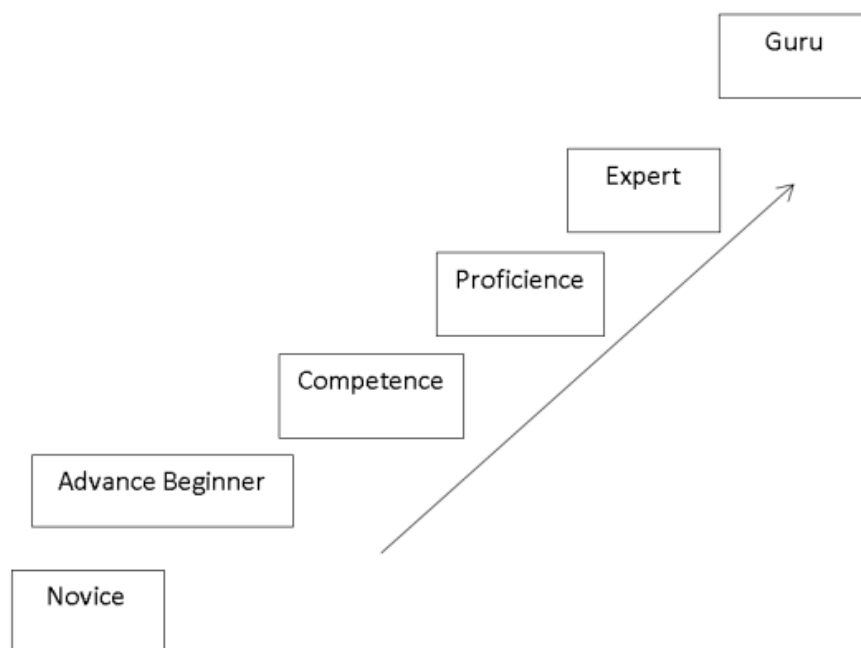 Guru
Expert
Proficience
Competence
Advance Beginner
Novice